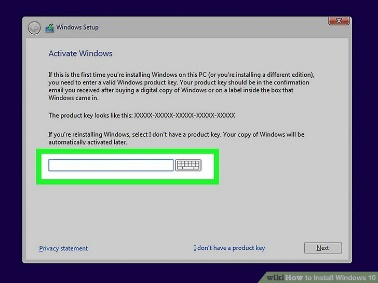 Windows Setup
Activate Windows
If this is the first time you're installing Windows on this PC (or you're installing a different edition),
you need to enter a valid Windows product key. Your product key should be in the confirmation
email you received after buying a digital copy of Windows or on a label inside the box that
Windows came in.
The product key looks like this: XXXXX-XXXXX-XXXXX-XXXXX-XXXXX
If you're reinstalling Windows, select I don't have a product key. Your copy of Windows will be
automatically activated later.
Privacy statement
I don't have a product key
Next
wiki How to Install Windows 10